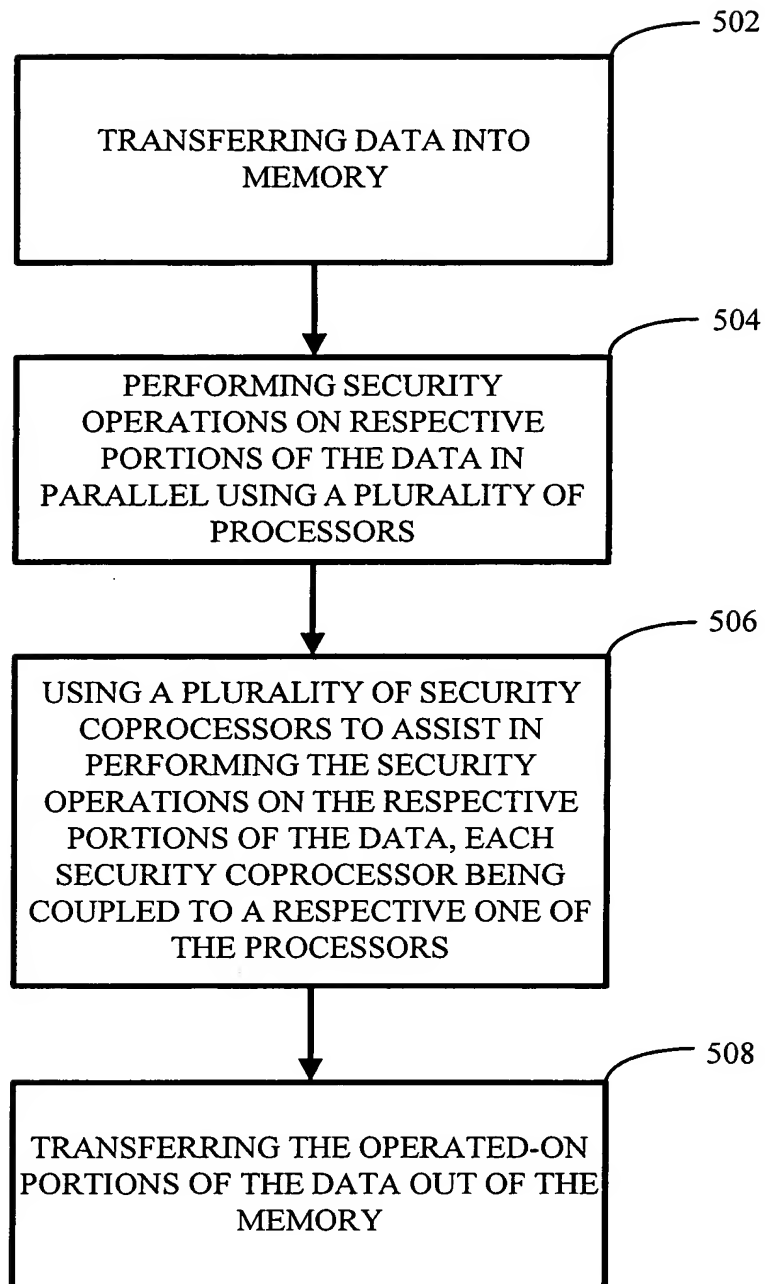 502
TRANSFERRING DATA INTO
MEMORY
504
PERFORMING SECURITY
OPERATIONS ON RESPECTIVE
PORTIONS OF THE DATA IN
PARALLEL USING A PLURALITY OF
PROCESSORS
506
USING A PLURALITY OF SECURITY
COPROCESSORS TO ASSIST IN
PERFORMING THE SECURITY
OPERATIONS ON THE RESPECTIVE
PORTIONS OF THE DATA, EACH
SECURITY COPROCESSOR BEING
COUPLED TO A RESPECTIVE ONE OF
THE PROCESSORS
508
TRANSFERRING THE OPERATED-ON
PORTIONS OF THE DATA OUT OF THE
MEMORY